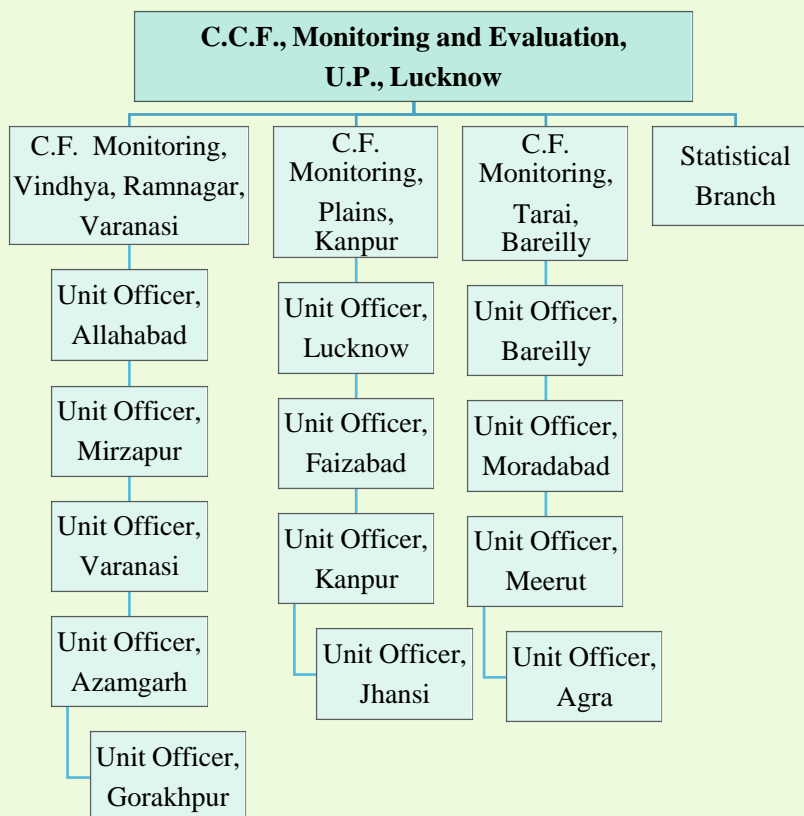 C.C.F., Monitoring and Evaluation,
U.P., Lucknow
C.F. Monitoring,
Vindhya, Ramnagar,
Varanasi
Unit Officer,
Allahabad
Unit Officer,
Mirzapur
Unit Officer,
Varanasi
Unit Officer,
Azamgarh
Unit Officer,
Gorakhpur
C.F.
Monitoring,
Plains,
Kanpur
Unit Officer,
Lucknow
Unit Officer,
Faizabad
Unit Officer,
Kanpur
Unit Officer,
Jhansi
C.F.
Monitoring,
Tarai,
Bareilly
Unit Officer,
Bareilly
Unit Officer,
Moradabad
Unit Officer,
Meerut
Unit Officer,
Agra
Statistical
Branch